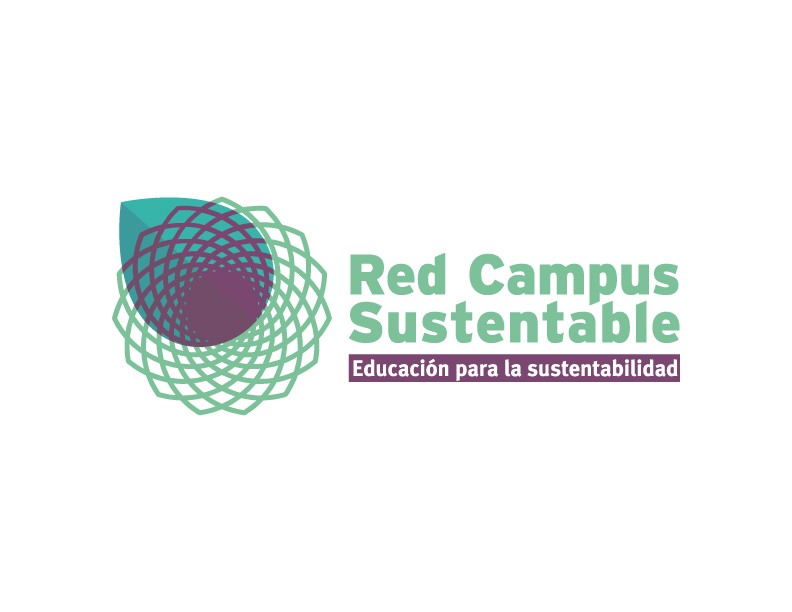 Red Campus
Sustentable
Educación para la sustentabilidad